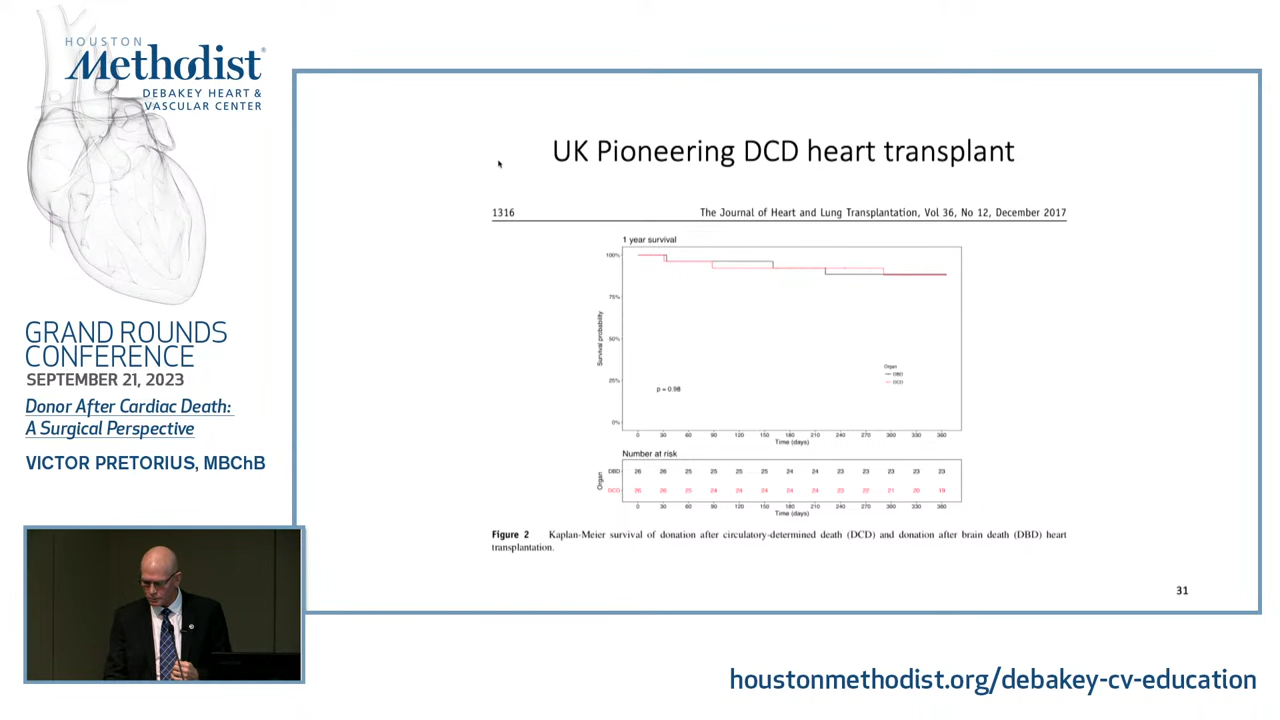 HOUSTON
Methodist®
DEBAKEY HEART &
VASCULAR CENTER
GRAND ROUNDS
CONFERENCE
SEPTEMBER 21, 2023
Donor After Cardiac Death:
A Surgical Perspective
VICTOR PRETORIUS, MBChB
UK Pioneering DCD heart transplant
1316 The Journal of Heart and Lung Transplantation, Vol 36, No 12, December 2017
1 year survival
Survival probability
100%
75%
50%
25%
0%
p = 0.98
Organ
DBD
DCD
0 30 60 90 120 150 180 210 240 270 300 330 360
Time (days)
Number at risk
Organ
DBD 26 26 25 25 25 25 24 24 23 23 23 23 23
DCD 26 26 25 24 24 24 24 24 23 22 21 20 19
0 30 60 90 120 150 180 210 240 270 300 330 360
Time (days)
Figure 2 Kaplan-Meier survival of donation after circulatory-determined death (DCD) and donation after brain death (DBD) heart
transplantation.
31
houstonmethodist.org/debakey-cv-education